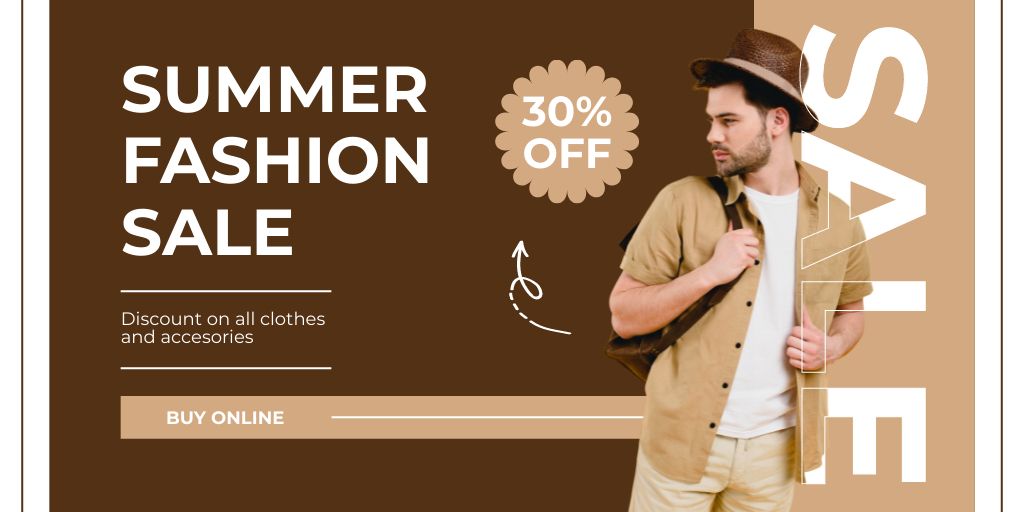 SUMMER
FASHION
SALE
Discount on all clothes
and accesories
BUY ONLINE
30%
OFF
SALE